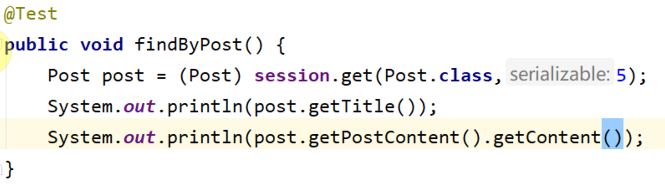 @Test
public void findByPost() {
Post post = (Post) session.get(Post.class, serializable: 5);
System.out.println(post.getTitle());
System.out.println(post.getPostContent().getContent());
}